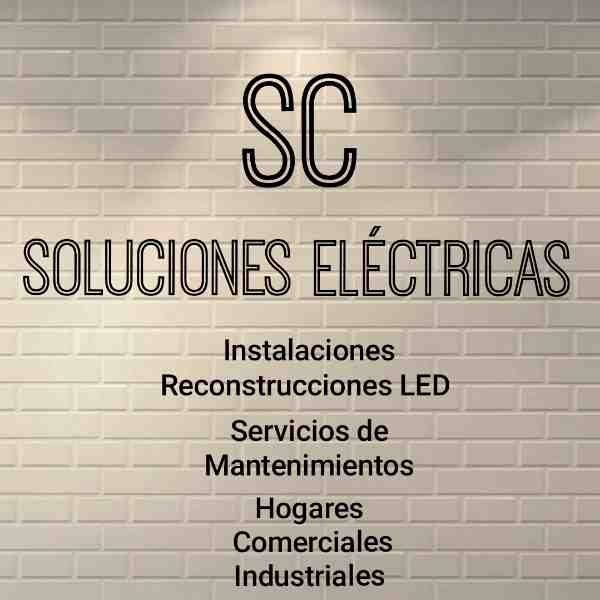 SC
SOLUCIONES ELÉCTRICAS
Instalaciones
Reconstrucciones LED
Servicios de
Mantenimientos
Hogares
Comerciales
Industriales